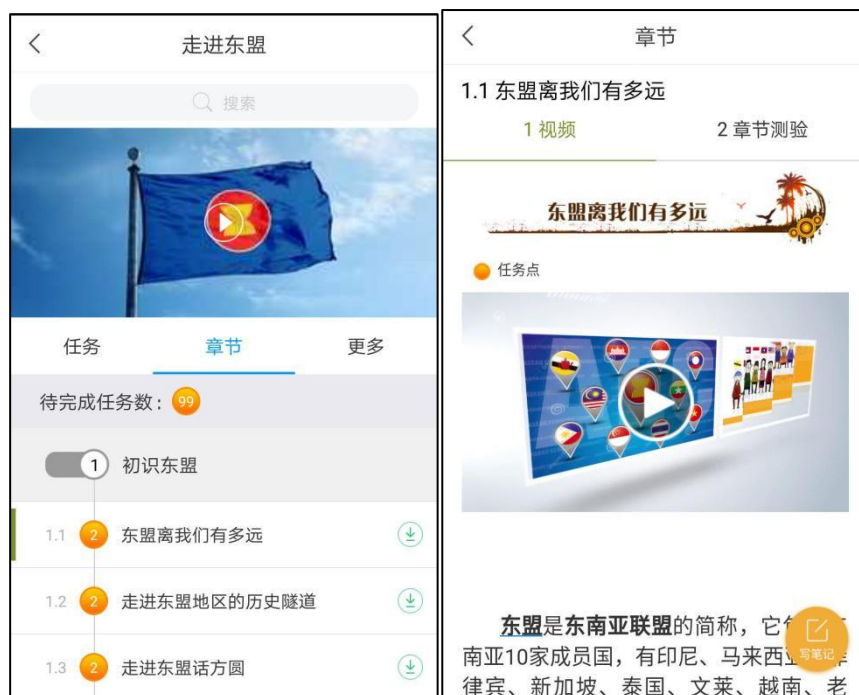 走进东盟
搜索
任务 章节 更多
待完成任务数: 99
1 初识东盟
1.1 2 东盟离我们有多远
1.2 2 走进东盟地区的历史隧道
1.3 2 走进东盟话方圆
章节
1.1 东盟离我们有多远
1 视频 2 章节测验
东盟离我们有多远
任务点
东盟是东南亚联盟的简称，它
南亚10家成员国，有印尼、马来西
律宾、新加坡、泰国、文莱、越南、老
写笔记